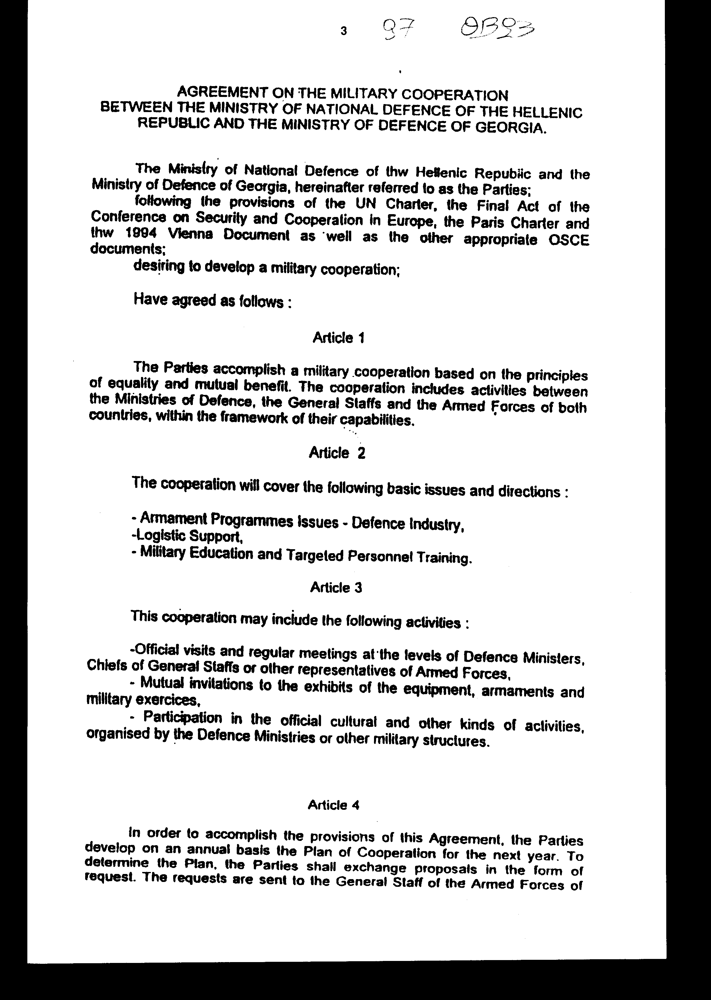 3 97
AGREEMENT ON THE MILITARY COOPERATION
BETWEEN THE MINISTRY OF NATIONAL DEFENCE OF THE HELLENIC
REPUBLIC AND THE MINISTRY OF DEFENCE OF GEORGIA.
The Ministry of National Defence of thw Hellenic Republic and the
Ministry of Defence of Georgia, hereinafter referred to as the Parties;
following the provisions of the UN Charter, the Final Act of the
Conference on Security and Cooperation in Europe, the Paris Charter and
thw 1994 Vienna Document as well as the other appropriate OSCE
documents;
desiring to develop a military cooperation;
Have agreed as follows :
Article 1
The Parties accomplish a military cooperation based on the principles
of equality and mutual benefit. The cooperation includes activities between
the Ministries of Defence, the General Staffs and the Armed Forces of both
countries, within the framework of their capabilities.
Article 2
The cooperation will cover the following basic issues and directions :
- Armament Programmes Issues - Defence Industry,
-Logistic Support,
- Military Education and Targeted Personnel Training.
Article 3
This cooperation may include the following activities :
-Official visits and regular meetings at the levels of Defence Ministers,
Chiefs of General Staffs or other representatives of Armed Forces,
- Mutual invitations to the exhibits of the equipment, armaments and
military exercices,
- Participation in the official cultural and other kinds of activities,
organised by the Defence Ministries or other military structures.
Article 4
In order to accomplish the provisions of this Agreement, the Parties
develop on an annual basis the Plan of Cooperation for the next year. To
determine the Plan, the Parties shall exchange proposals in the form of
request. The requests are sent to the General Staff of the Armed Forces of